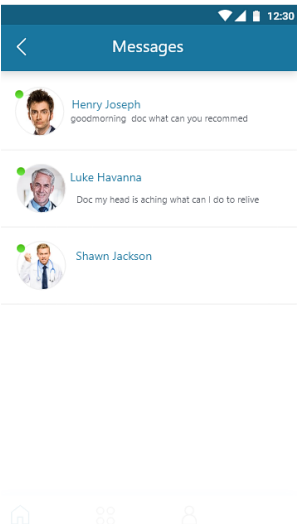 12:30
Messages
Henry Joseph
goodmorning doc what can you recommed
Luke Havanna
Doc my head is aching what can I do to relive
Shawn Jackson